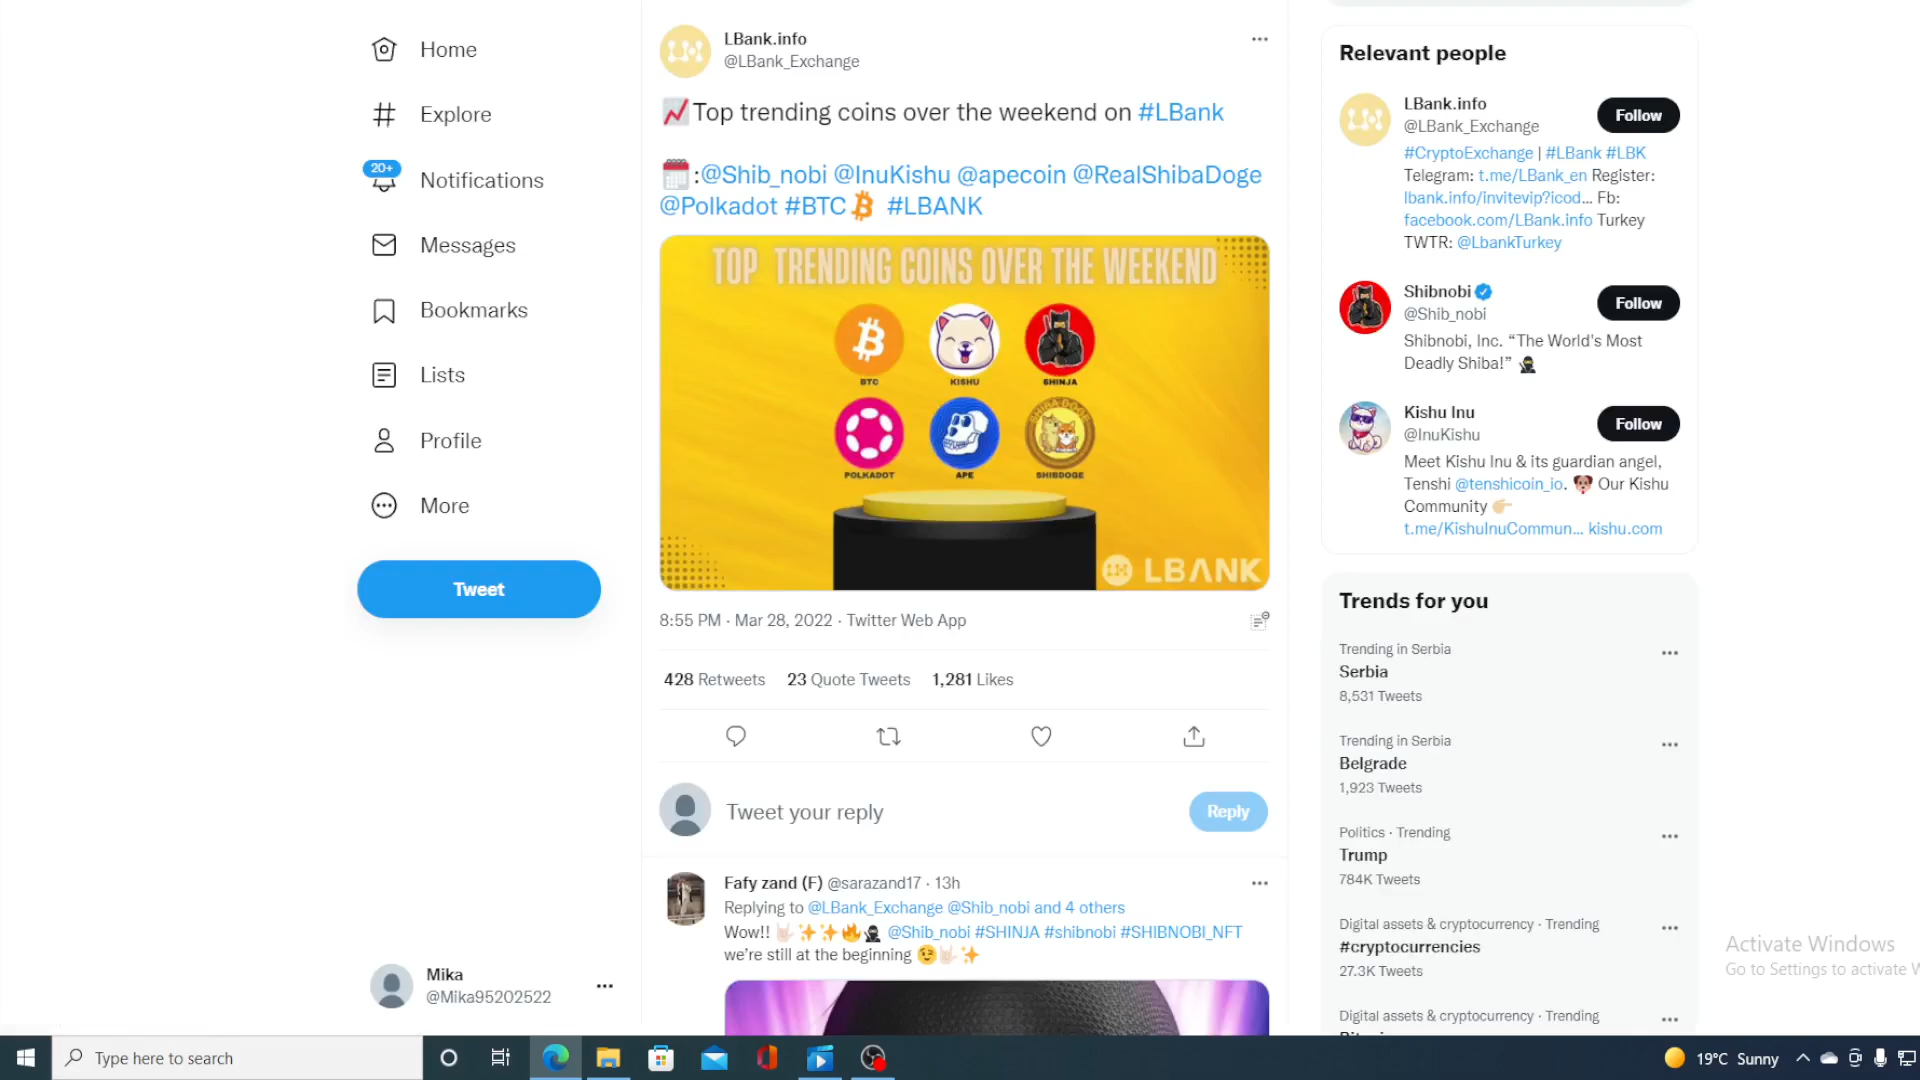 Home
Explore
20+
Notifications
Messages
Bookmarks
Lists
Profile
More
Tweet
Mika
@Mika95202522
LBank.info
@LBank_Exchange
Top trending coins over the weekend on #LBank
:@Shib_nobi @InuKishu @apecoin @RealShibaDoge
@Polkadot #BTC #LBANK
TOP TRENDING COINS OVER THE WEEKEND
BTC KISHU SHINJA
SHIBA DOGE
POLKADOT APE SHIBDOGE
LBANK
8:55 PM · Mar 28, 2022 · Twitter Web App
428 Retweets 23 Quote Tweets 1,281 Likes
Tweet your reply
Reply
Fafy zand (F) @sarazand17 · 13h
Replying to @LBank_Exchange @Shib_nobi and 4 others
Wow!! @Shib_nobi #SHINJA #shibnobi #SHIBNOBI_NFT
we're still at the beginning
Relevant people
LBank.info
@LBank_Exchange
Follow
#CryptoExchange | #LBank #LBK
Telegram: t.me/LBank_en Register:
lbank.info/invitevip?icod... Fb:
facebook.com/LBank.info Turkey
TWTR: @LbankTurkey
Shibnobi
@Shib_nobi
Follow
Shibnobi, Inc. “The World's Most
Deadly Shiba!”
Kishu Inu
@InuKishu
Follow
Meet Kishu Inu & its guardian angel,
Tenshi @tenshicoin_io. Our Kishu
Community
t.me/KishuInuCommun... kishu.com
Trends for you
Trending in Serbia
Serbia
8,531 Tweets
Trending in Serbia
Belgrade
1,923 Tweets
Politics · Trending
Trump
784K Tweets
Digital assets & cryptocurrency · Trending
#cryptocurrencies
27.3K Tweets
Digital assets & cryptocurrency · Trending
Activate Windows
Go to Settings to activate W
Type here to search
19°C Sunny